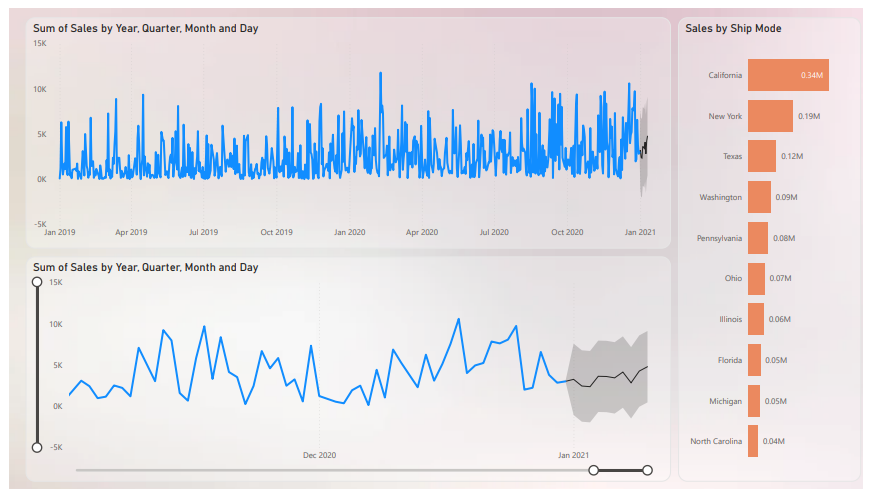 Sum of Sales by Year, Quarter, Month and Day
15K
10K
5K
0K
-5K
Jan 2019 Apr 2019 Jul 2019 Oct 2019 Jan 2020 Apr 2020 Jul 2020 Oct 2020 Jan 2021
Sum of Sales by Year, Quarter, Month and Day
15K
10K
5K
0K
-5K
Dec 2020 Jan 2021
Sales by Ship Mode
California 0.34M
New York 0.19M
Texas 0.12M
Washington 0.09M
Pennsylvania 0.08M
Ohio 0.07M
Illinois 0.06M
Florida 0.05M
Michigan 0.05M
North Carolina 0.04M